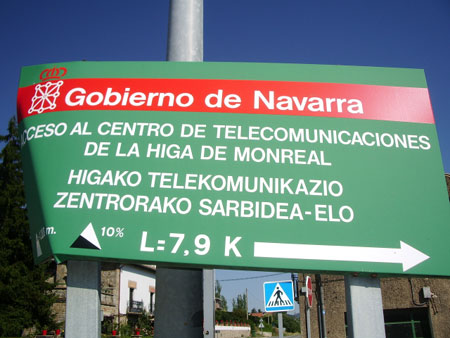 Gobierno de Navarra
ACCESO AL CENTRO DE TELECOMUNICACIONES
DE LA HIGA DE MONREAL
HIGAKO TELEKOMUNIKAZIO
ZENTRORAKO SARBIDEA-ELO
m. 10% L=7,9 K